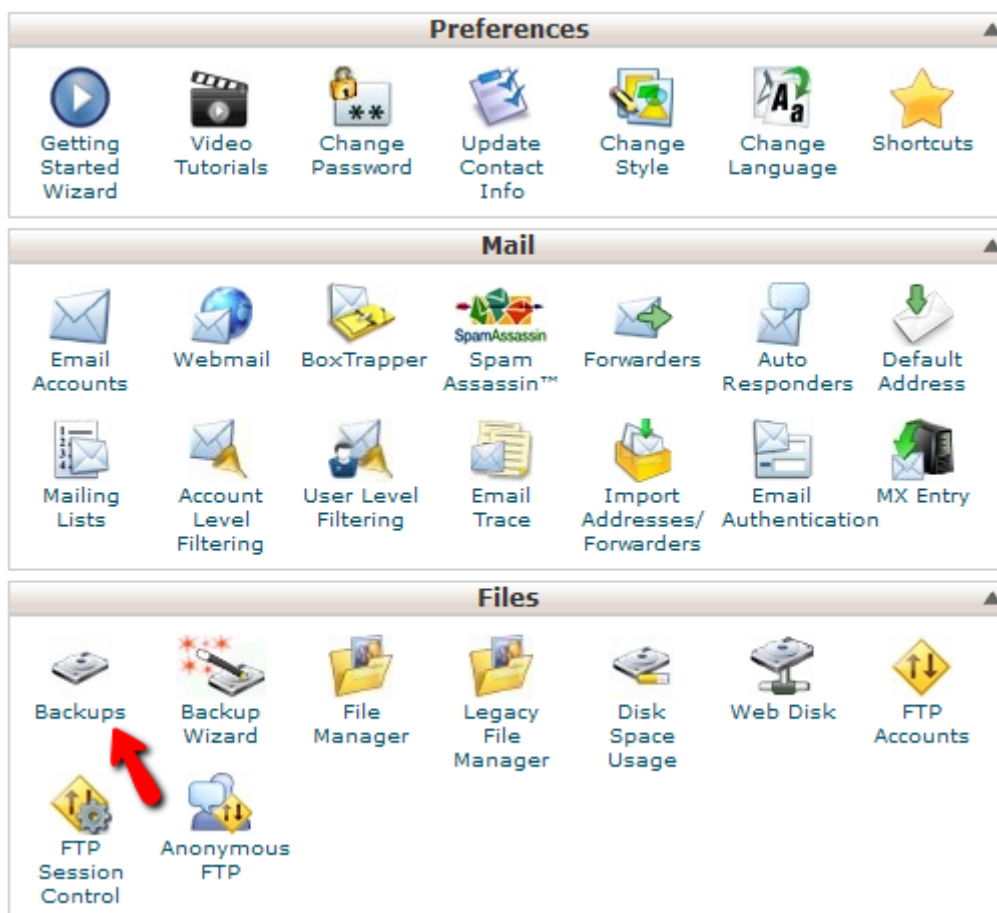 Preferences
Getting Started Wizard
Video Tutorials
Change Password
Update Contact Info
Change Style
Change Language
Shortcuts
Mail
Email Accounts
Webmail
BoxTrapper
SpamAssassin
Spam Assassin™
Forwarders
Auto Responders
Default Address
Mailing Lists
Account Level Filtering
User Level Filtering
Email Trace
Import Addresses/ Forwarders
Email Authentication
MX Entry
Files
Backups
Backup Wizard
File Manager
Legacy File Manager
Disk Space Usage
Web Disk
FTP Accounts
FTP Session Control
Anonymous FTP